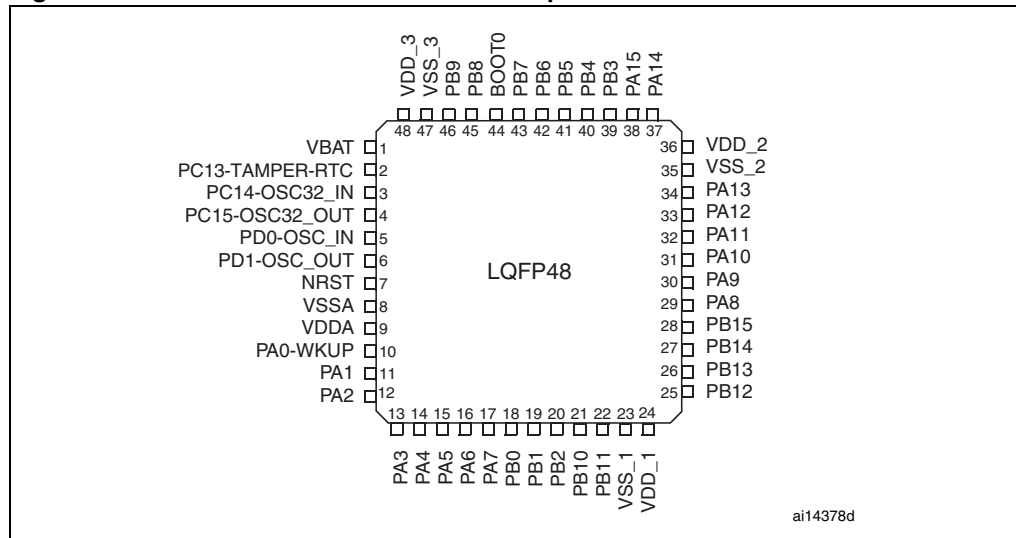 VDD_3
VSS_3
PB9
PB8
BOOT0
PB7
PB6
PB5
PB4
PB3
PA15
PA14
48 47 46 45 44 43 42 41 40 39 38 37
VBAT 1
PC13-TAMPER-RTC 2
PC14-OSC32_IN 3
PC15-OSC32_OUT 4
PD0-OSC_IN 5
PD1-OSC_OUT 6
NRST 7
VSSA 8
VDDA 9
PA0-WKUP 10
PA1 11
PA2 12
LQFP48
36 VDD_2
35 VSS_2
34 PA13
33 PA12
32 PA11
31 PA10
30 PA9
29 PA8
28 PB15
27 PB14
26 PB13
25 PB12
13 14 15 16 17 18 19 20 21 22 23 24
PA3
PA4
PA5
PA6
PA7
PB0
PB1
PB2
PB10
PB11
VSS_1
VDD_1
ai14378d